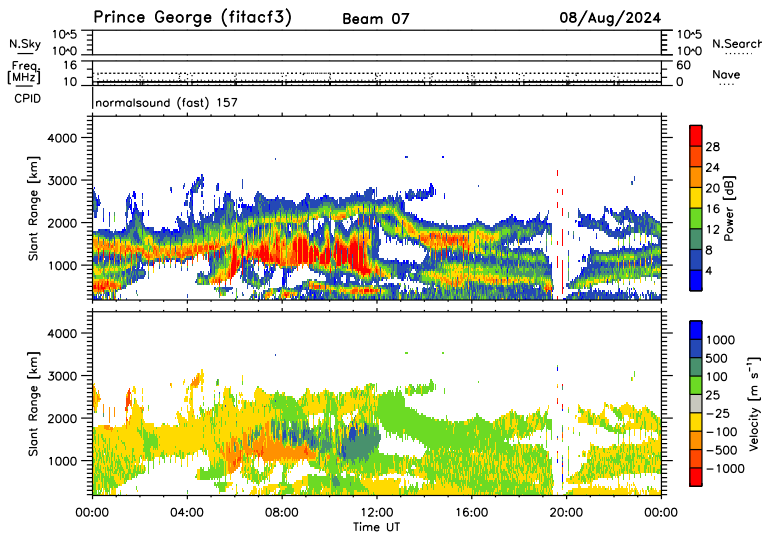 Prince George (fitacf3) Beam 07 08/Aug/2024
N.Sky 10^5 10^0 10^5 10^0 N.Search
Freq. [MHz] 16 10 60 0 Nave
CPID normalsound (fast) 157
Slant Range [km] 4000 3000 2000 1000
28 24 20 16 12 8 4 Power [dB]
Slant Range [km] 4000 3000 2000 1000
1000 500 100 25 -25 -100 -500 -1000 Velocity [m s^-1]
00:00 04:00 08:00 12:00 16:00 20:00 00:00
Time UT